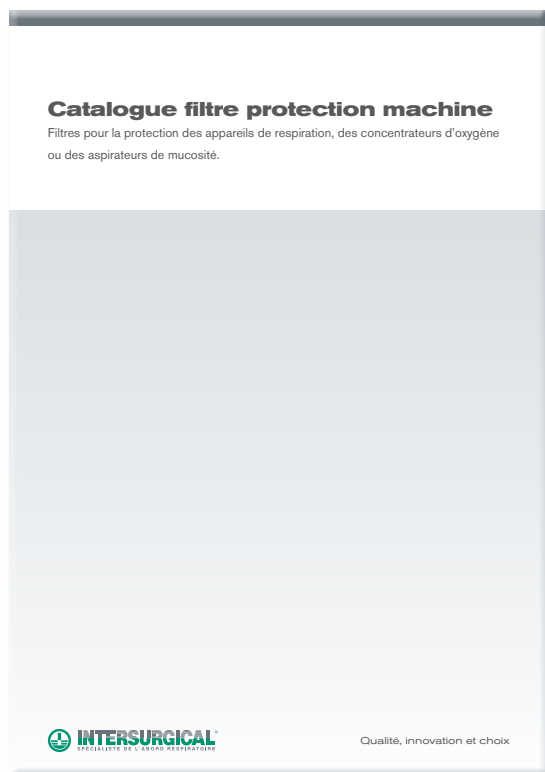 Catalogue filtre protection machine
Filtres pour la protection des appareils de respiration, des concentrateurs d'oxygène
ou des aspirateurs de mucosité.
INTERSURGICAL®
SPÉCIALISTE DE L'ABORD RESPIRATOIRE
Qualité, innovation et choix